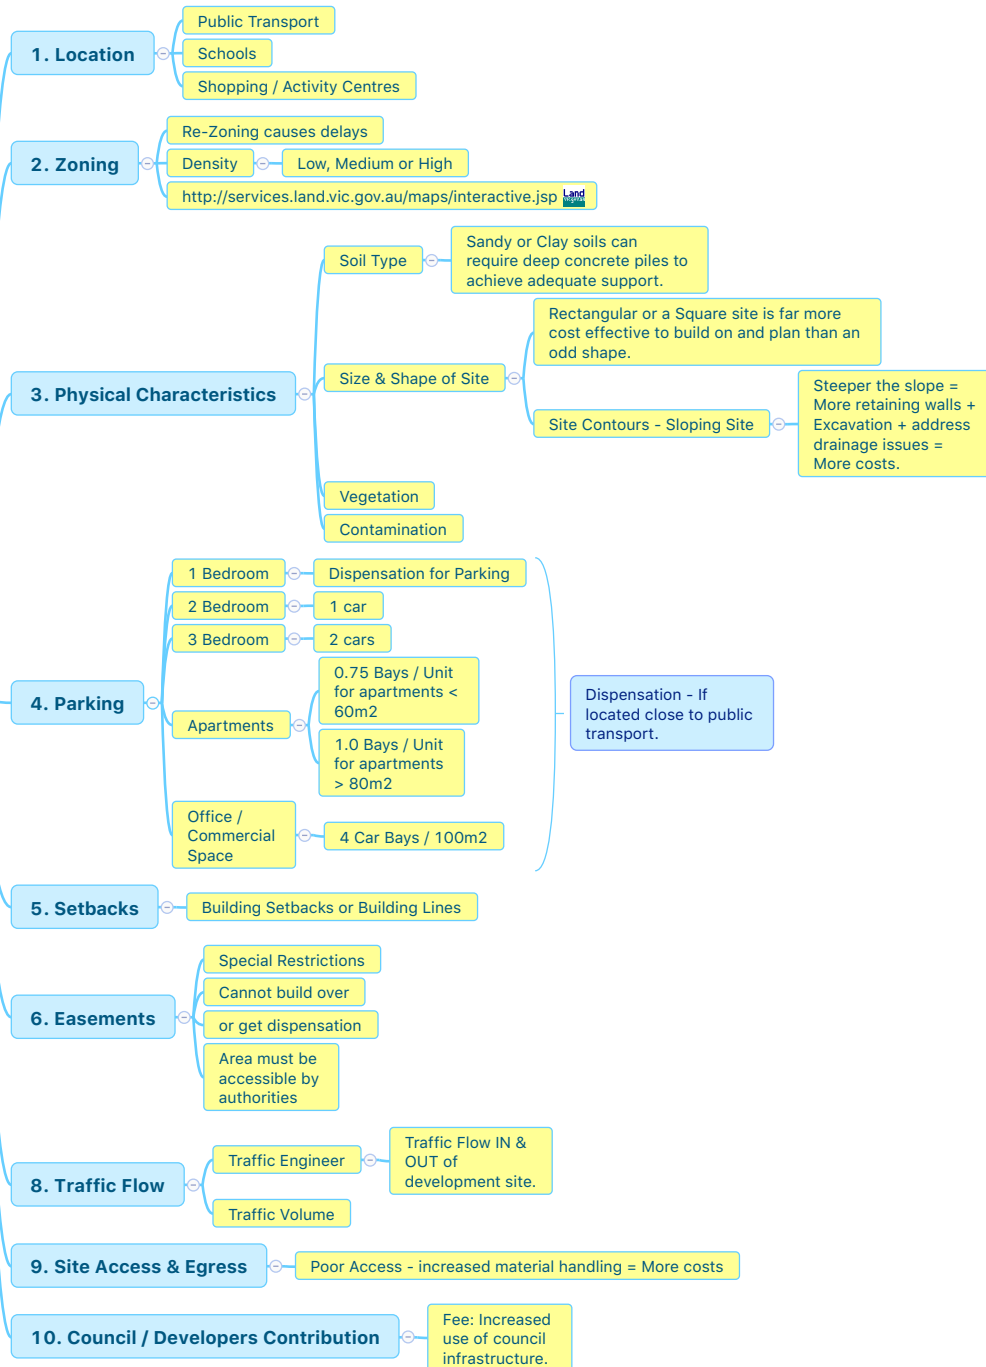 1. Location
Public Transport
Schools
Shopping / Activity Centres
2. Zoning
Re-Zoning causes delays
Density
Low, Medium or High
http://services.land.vic.gov.au/maps/interactive.jsp
Land
3. Physical Characteristics
Soil Type
Sandy or Clay soils can
require deep concrete piles to
achieve adequate support.
Size & Shape of Site
Rectangular or a Square site is far more
cost effective to build on and plan than an
odd shape.
Site Contours - Sloping Site
Steeper the slope =
More retaining walls +
Excavation + address
drainage issues =
More costs.
Vegetation
Contamination
4. Parking
1 Bedroom
Dispensation for Parking
2 Bedroom
1 car
3 Bedroom
2 cars
Apartments
0.75 Bays / Unit
for apartments <
60m2
1.0 Bays / Unit
for apartments
> 80m2
Office /
Commercial
Space
4 Car Bays / 100m2
Dispensation - If
located close to public
transport.
5. Setbacks
Building Setbacks or Building Lines
6. Easements
Special Restrictions
Cannot build over
or get dispensation
Area must be
accessible by
authorities
8. Traffic Flow
Traffic Engineer
Traffic Flow IN &
OUT of
development site.
Traffic Volume
9. Site Access & Egress
Poor Access - increased material handling = More costs
10. Council / Developers Contribution
Fee: Increased
use of council
infrastructure.